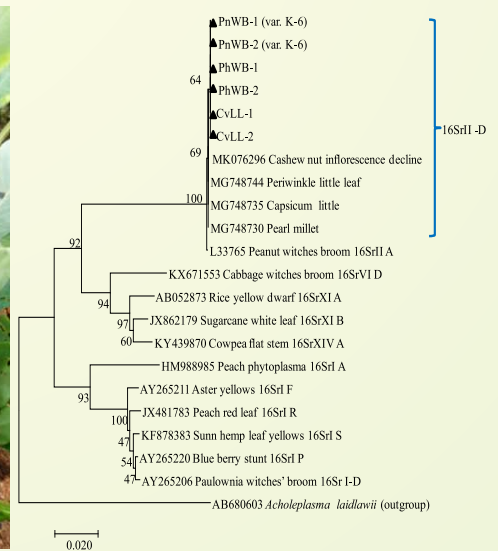 PnWB-1 (var. K-6)
PnWB-2 (var. K-6)
64
PhWB-1
PhWB-2
CvLL-1
CvLL-2
16SrII -D
69
MK076296 Cashew nut inflorescence decline
MG748744 Periwinkle little leaf
100
MG748735 Capsicum little
MG748730 Pearl millet
92
L33765 Peanut witches broom 16SrII A
KX671553 Cabbage witches broom 16SrVI D
94
AB052873 Rice yellow dwarf 16SrXI A
97
JX862179 Sugarcane white leaf 16SrXI B
60
KY439870 Cowpea flat stem 16SrXIV A
HM988985 Peach phytoplasma 16SrI A
93
AY265211 Aster yellows 16SrI F
100
JX481783 Peach red leaf 16SrI R
47
KF878383 Sunn hemp leaf yellows 16SrI S
54
AY265220 Blue berry stunt 16SrI P
47
AY265206 Paulownia witches' broom 16Sr I-D
AB680603 Acholeplasma laidlawii (outgroup)
0.020